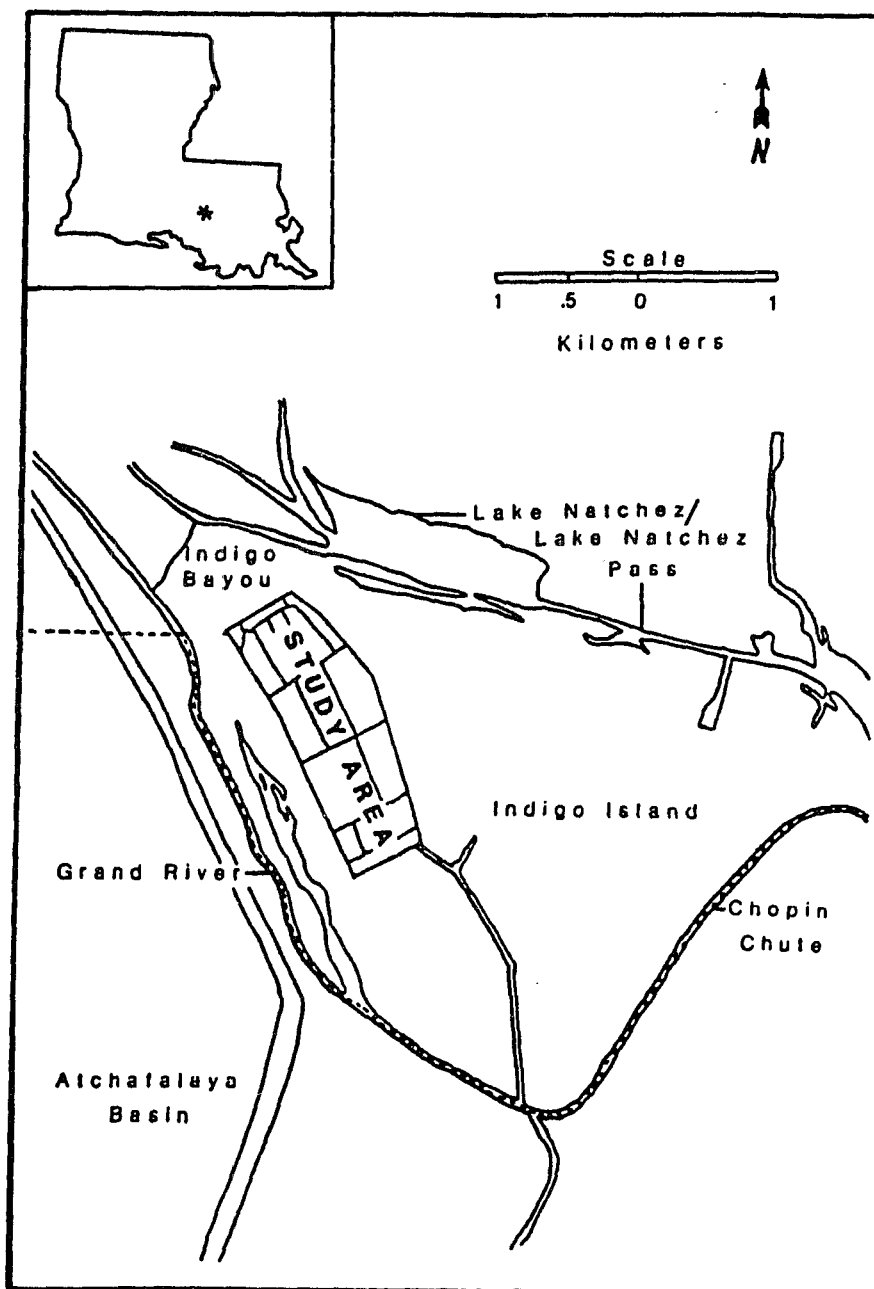 *
N
Scale
1 .5 0 1
Kilometers
Lake Natchez/
Lake Natchez
Pass
Indigo
Bayou
STUDY AREA
Indigo Island
Grand River
Chopin
Chute
Atchafalaya
Basin